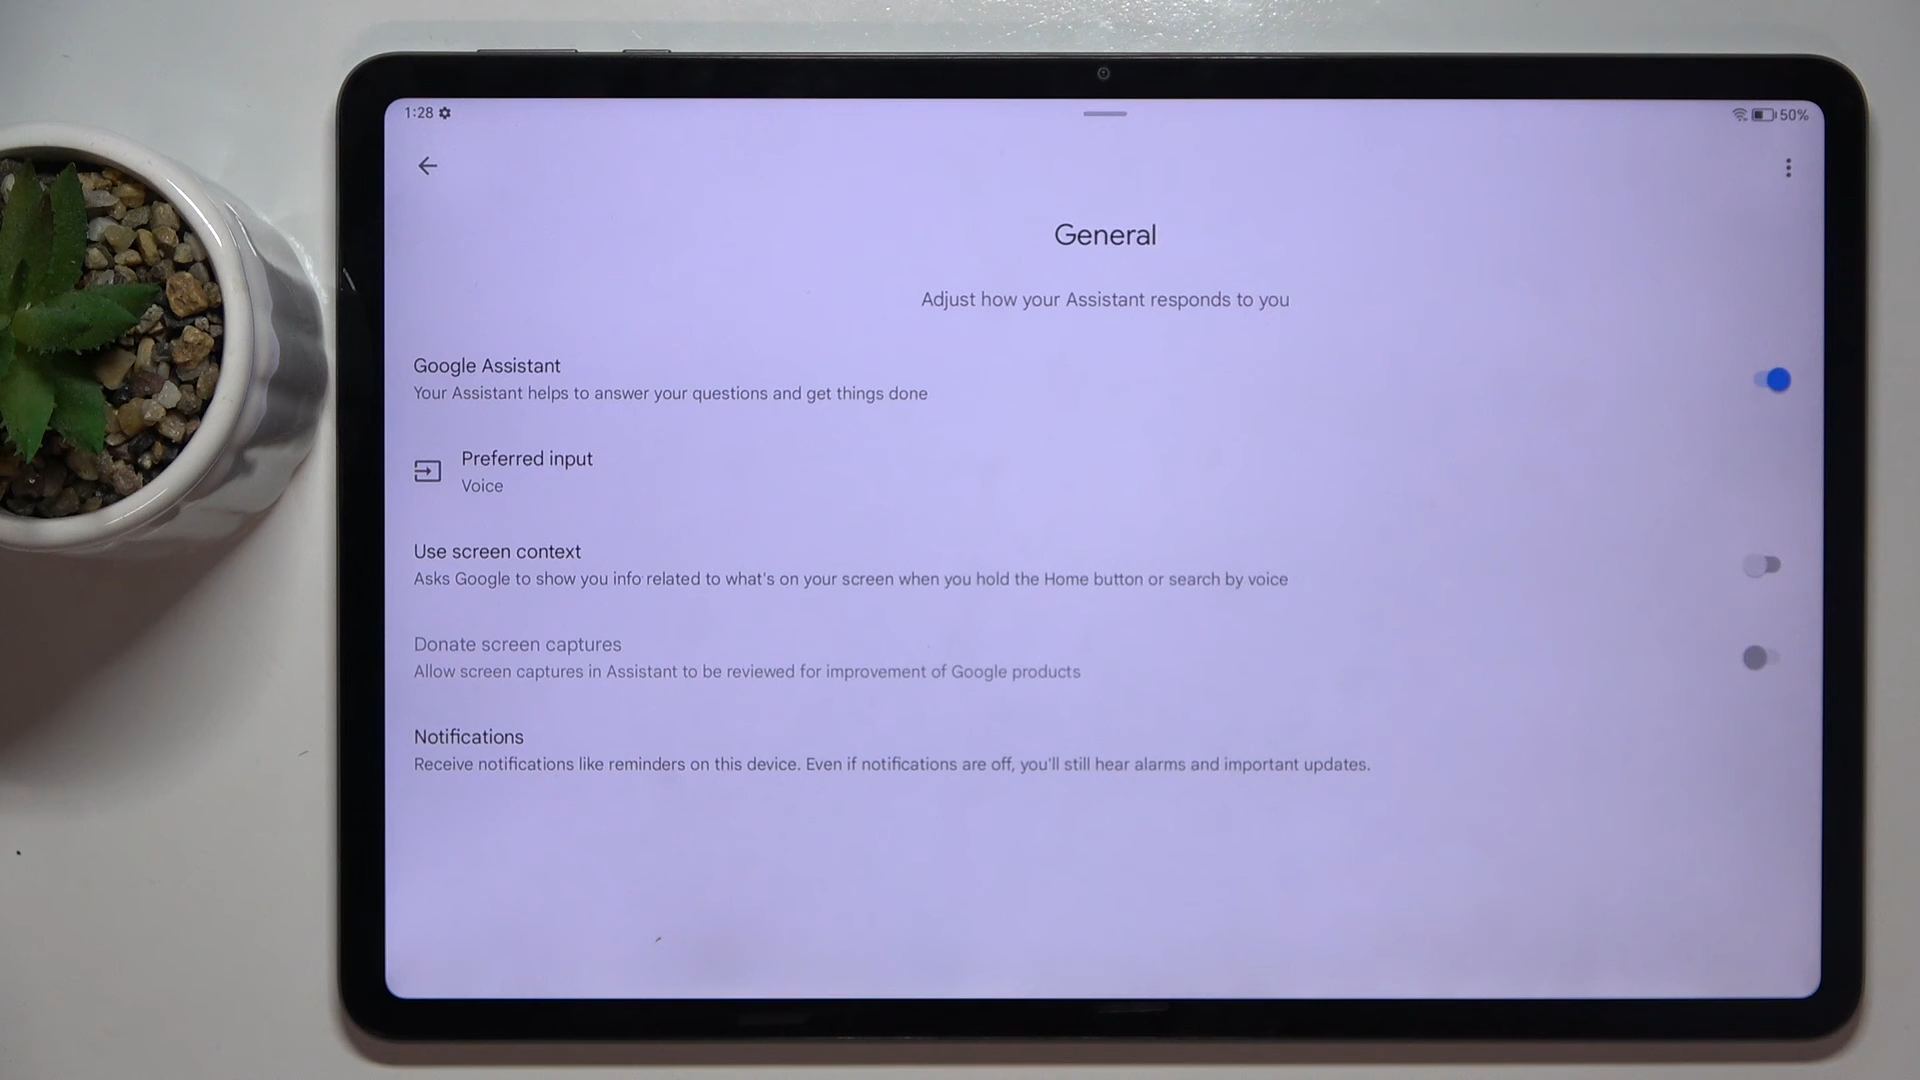 1:28
50%
General
Adjust how your Assistant responds to you
Google Assistant
Your Assistant helps to answer your questions and get things done
Preferred input
Voice
Use screen context
Asks Google to show you info related to what's on your screen when you hold the Home button or search by voice
Donate screen captures
Allow screen captures in Assistant to be reviewed for improvement of Google products
Notifications
Receive notifications like reminders on this device. Even if notifications are off, you'll still hear alarms and important updates.